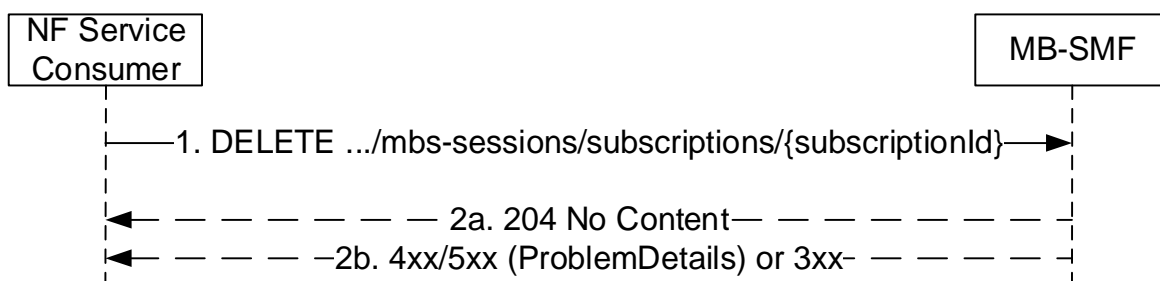 NF Service
Consumer
MB-SMF
1. DELETE .../mbs-sessions/subscriptions/{subscriptionId}
2a. 204 No Content
2b. 4xx/5xx (ProblemDetails) or 3xx